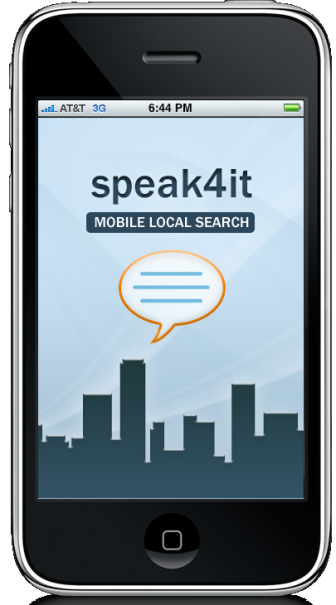 AT&T 3G 6:44 PM
speak4it
MOBILE LOCAL SEARCH